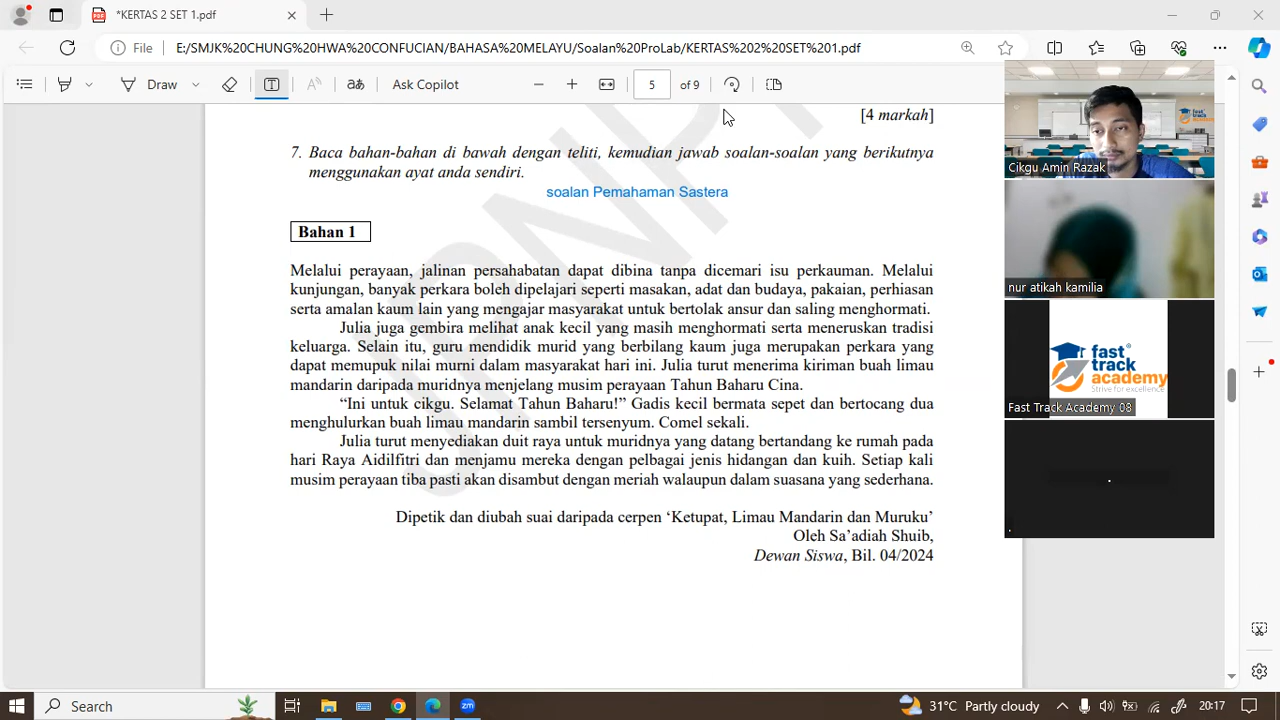 *KERTAS 2 SET 1.pdf
File
E:/SMJK%20CHUNG%20HWA%20CONFUCIAN/BAHASA%20MELAYU/Soalan%20ProLab/KERTAS%202%20SET%201.pdf
Draw
Ask Copilot
5 of 9
[4 markah]
7. Baca bahan-bahan di bawah dengan teliti, kemudian jawab soalan-soalan yang berikutnya
menggunakan ayat anda sendiri.
soalan Pemahaman Sastera
Bahan 1
Melalui perayaan, jalinan persahabatan dapat dibina tanpa dicemari isu perkauman. Melalui
kunjungan, banyak perkara boleh dipelajari seperti masakan, adat dan budaya, pakaian, perhiasan
serta amalan kaum lain yang mengajar masyarakat untuk bertolak ansur dan saling menghormati.
Julia juga gembira melihat anak kecil yang masih menghormati serta meneruskan tradisi
keluarga. Selain itu, guru mendidik murid yang berbilang kaum juga merupakan perkara yang
dapat memupuk nilai murni dalam masyarakat hari ini. Julia turut menerima kiriman buah limau
mandarin daripada muridnya menjelang musim perayaan Tahun Baharu Cina.
“Ini untuk cikgu. Selamat Tahun Baharu!” Gadis kecil bermata sepet dan bertocang dua
menghulurkan buah limau mandarin sambil tersenyum. Comel sekali.
Julia turut menyediakan duit raya untuk muridnya yang datang bertandang ke rumah pada
hari Raya Aidilfitri dan menjamu mereka dengan pelbagai jenis hidangan dan kuih. Setiap kali
musim perayaan tiba pasti akan disambut dengan meriah walaupun dalam suasana yang sederhana.
Dipetik dan diubah suai daripada cerpen ‘Ketupat, Limau Mandarin dan Muruku’
Oleh Sa’adiah Shuib,
Dewan Siswa, Bil. 04/2024
fast track academy
Cikgu Amin Razak
nur atikah kamilia
fast
track
academy
Strive for excellence
Fast Track Academy 08
.
.
Search
31°C Partly cloudy
20:17